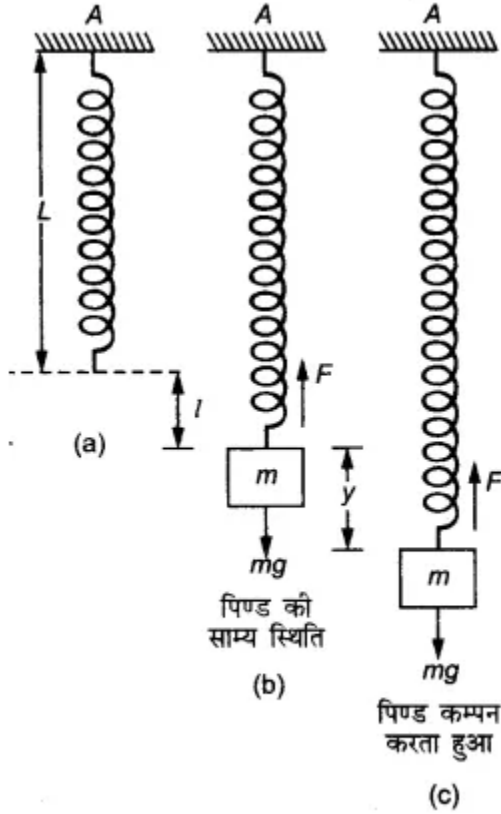 A
A
A
L
l
F
(a)
m
y
F
mg
m
पिण्ड की
साम्य स्थिति
mg
(b)
पिण्ड कम्पन
करता हुआ
(c)